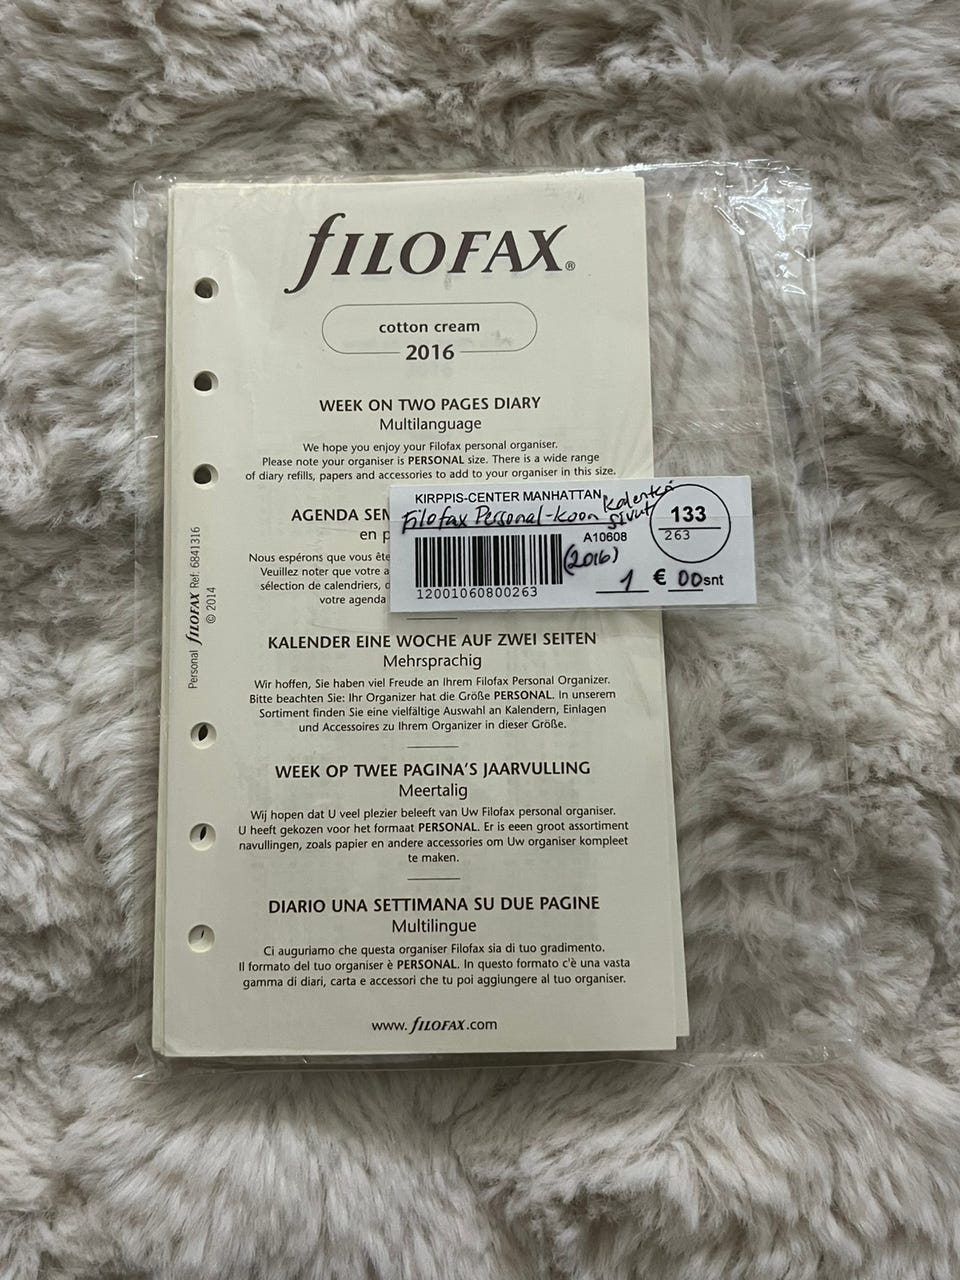 fILOFAX®
cotton cream
2016
WEEK ON TWO PAGES DIARY
Multilanguage
We hope you enjoy your Filofax personal organiser.
Please note your organiser is PERSONAL size. There is a wide range
of diary refills, papers and accessories to add to your organiser in this size.
AGENDA
en
Nous espérons que vous
Veuillez noter que votre
sélection de calendriers,
votre agenda
KIRPPIS-CENTER MANHATTAN
Filofax Personal-koon
sivut
A10608
(2016)
133
263
12001060800263
1 € 00 snt
KALENDER EINE WOCHE AUF ZWEI SEITEN
Mehrsprachig
Wir hoffen, Sie haben viel Freude an Ihrem Filofax Personal Organizer.
Bitte beachten Sie: Ihr Organizer hat die Größe PERSONAL. In unserem
Sortiment finden Sie eine vielfältige Auswahl an Kalendern, Einlagen
und Accessoires zu Ihrem Organizer in dieser Größe.
WEEK OP TWEE PAGINA'S JAARVULLING
Meertalig
Wij hopen dat U veel plezier beleeft van Uw Filofax personal organiser.
U heeft gekozen voor het formaat PERSONAL. Er is eeen groot assortiment
navullingen, zoals papier en andere accessories om Uw organiser kompleet
te maken.
DIARIO UNA SETTIMANA SU DUE PAGINE
Multilingue
Ci auguriamo che questa organiser Filofax sia di tuo gradimento.
Il formato del tuo organiser è PERSONAL. In questo formato c'è una vasta
gamma di diari, carta e accessori che tu poi aggiungere al tuo organiser.
www.fILOFAX.com
Personal fILOFAX Ref: 6841316
© 2014